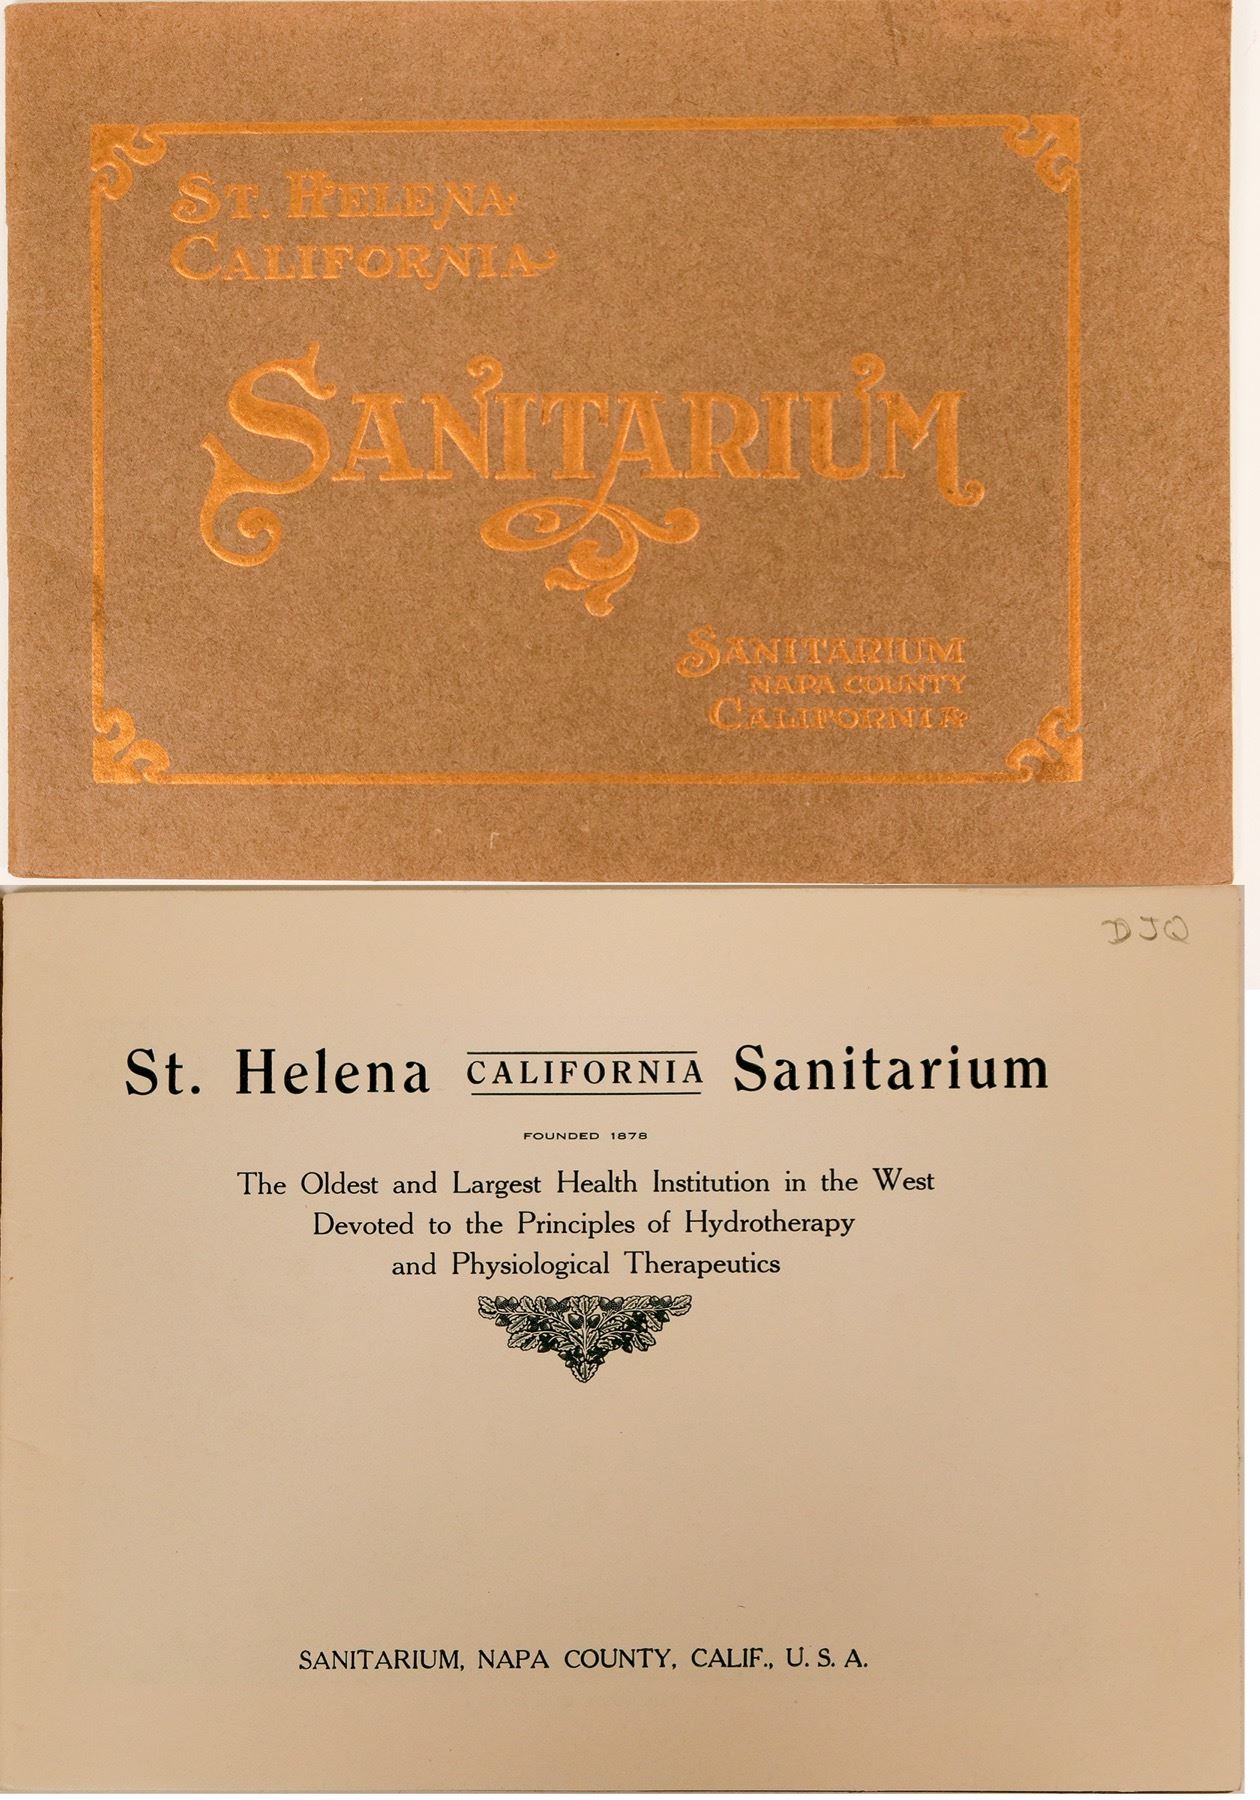 ST. HELENA
CALIFORNIA
SANITARIUM
SANITARIUM
NAPA COUNTY
CALIFORNIA
DJQ
St. Helena CALIFORNIA Sanitarium
FOUNDED 1878
The Oldest and Largest Health Institution in the West
Devoted to the Principles of Hydrotherapy
and Physiological Therapeutics
SANITARIUM, NAPA COUNTY, CALIF., U. S. A.